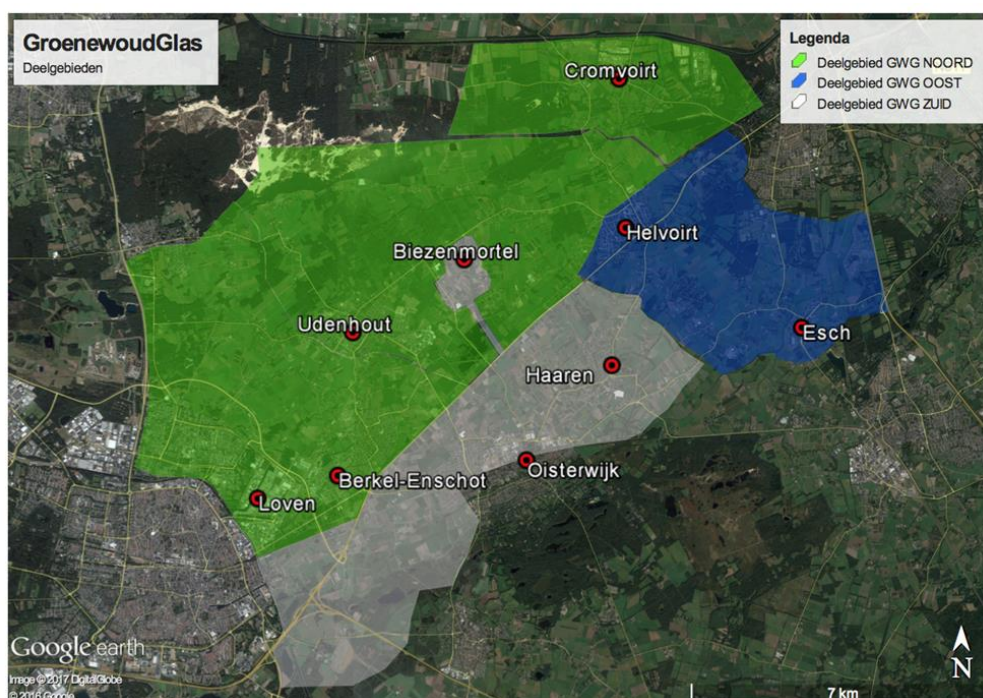 GroenewoudGlas
Deelgebieden
Legenda
Deelgebied GWG NOORD
Deelgebied GWG OOST
Deelgebied GWG ZUID
Cromvoirt
Helvoirt
Biezenmortel
Udenhout
Esch
Haaren
Oisterwijk
Berkel-Enschot
Loven
Google earth
Image © 2017 DigitalGlobe
© 2016 Google
N
7 km